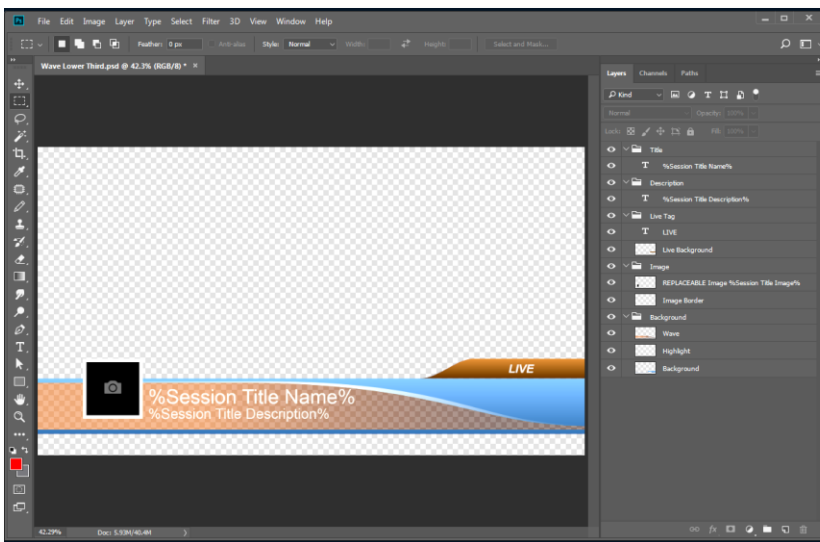 Ps File Edit Image Layer Type Select Filter 3D View Window Help
Feather: 0 px Anti-alias Style: Normal Width: Height: Select and Mask...
Wave Lower Third.psd @ 42.3% (RGB/8) * ×
LIVE
%Session Title Name%
%Session Title Description%
42.29% Doc: 5.93M/40.4M
Layers Channels Paths
Kind
Normal Opacity: 100%
Lock: Fill: 100%
Title
T %Session Title Name%
Description
T %Session Title Description%
Live Tag
T LIVE
Live Background
Image
REPLACEABLE Image %Session Title Image%
Image Border
Background
Wave
Highlight
Background
fx